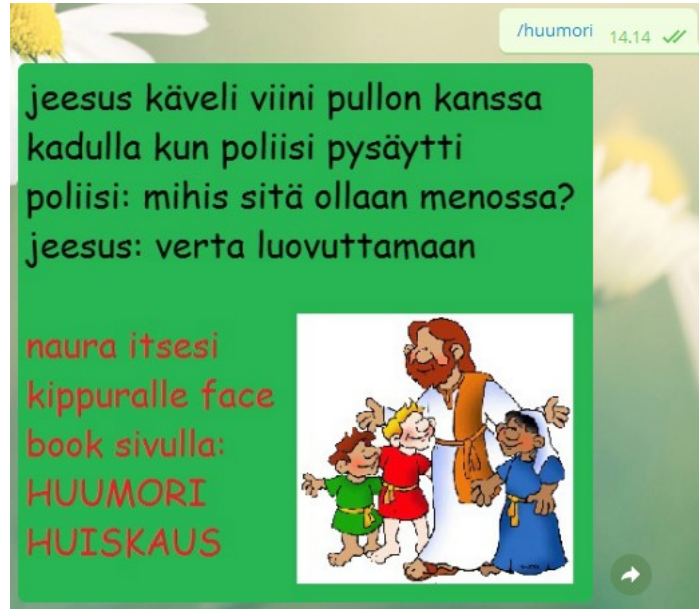 /huumori 14.14
jeesus käveli viini pullon kanssa
kadulla kun poliisi pysäytti
poliisi: mihis sitä ollaan menossa?
jeesus: verta luovuttamaan
naura itsesi
kippuralle face
book sivulla:
HUUMORI
HUISKAUS